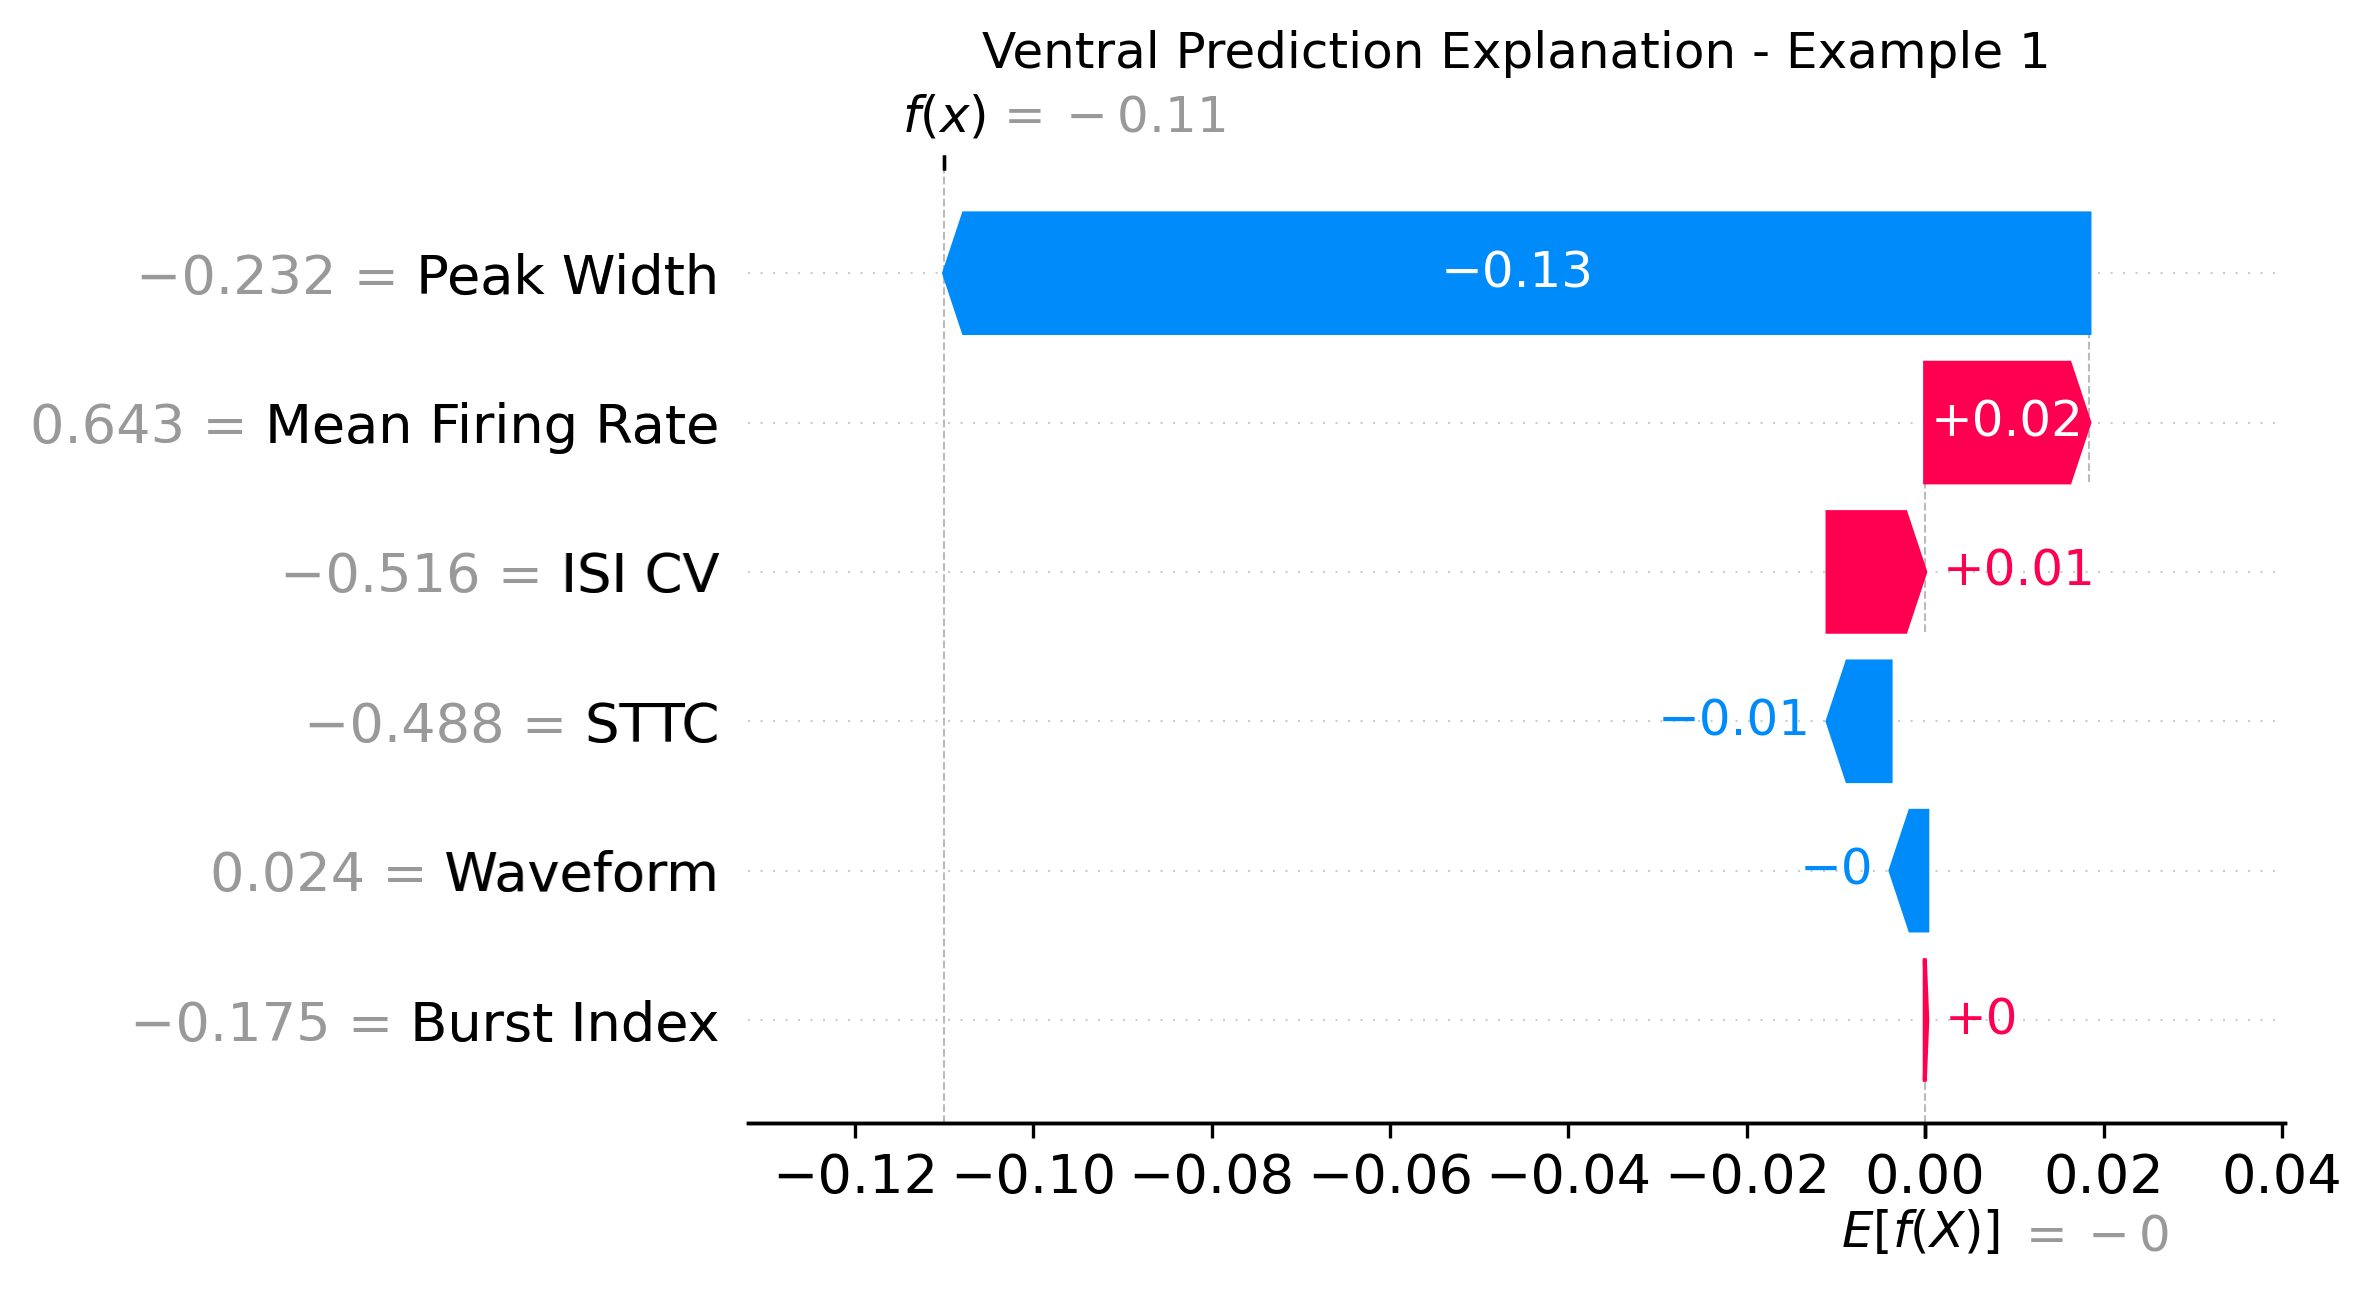 Ventral Prediction Explanation - Example 1
f(x) = −0.11
−0.232 = Peak Width
−0.13
0.643 = Mean Firing Rate
+0.02
−0.516 = ISI CV
+0.01
−0.488 = STTC
−0.01
0.024 = Waveform
−0
−0.175 = Burst Index
+0
−0.12 −0.10 −0.08 −0.06 −0.04 −0.02 0.00 0.02 0.04
E[f(X)] = −0